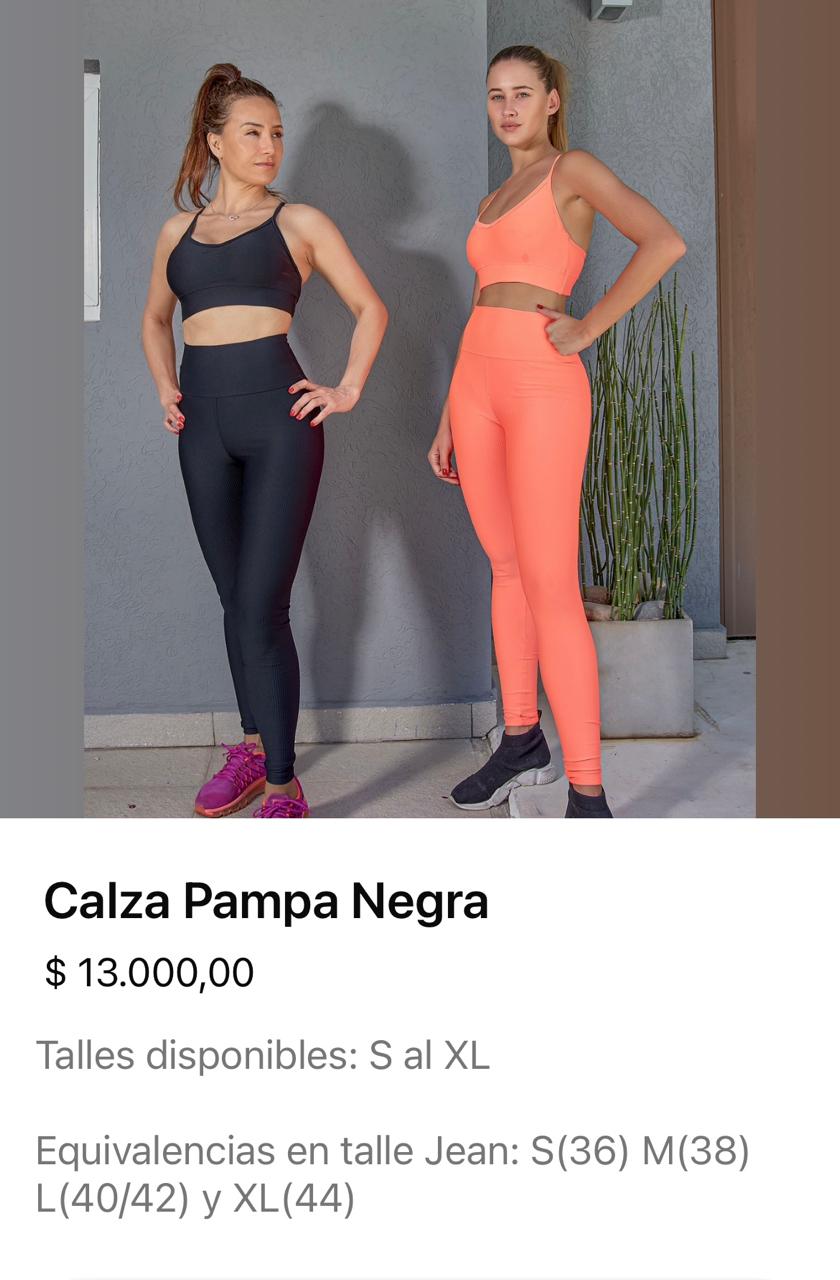 Calza Pampa Negra
$ 13.000,00
Talles disponibles: S al XL
Equivalencias en talle Jean: S(36) M(38)
L(40/42) y XL(44)